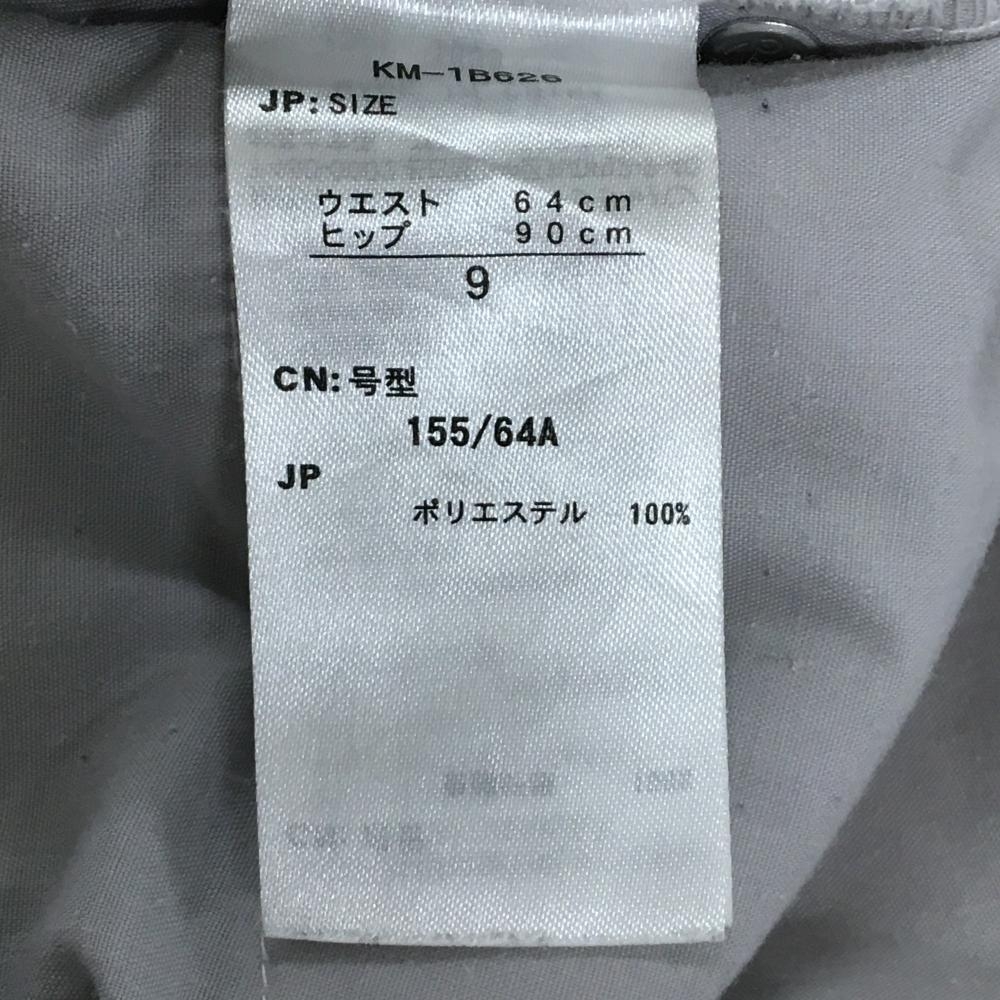 KM-1B626
JP: SIZE
ウエスト 64cm
ヒップ 90cm
9
CN: 号型
155/64A
JP
ポリエステル 100%